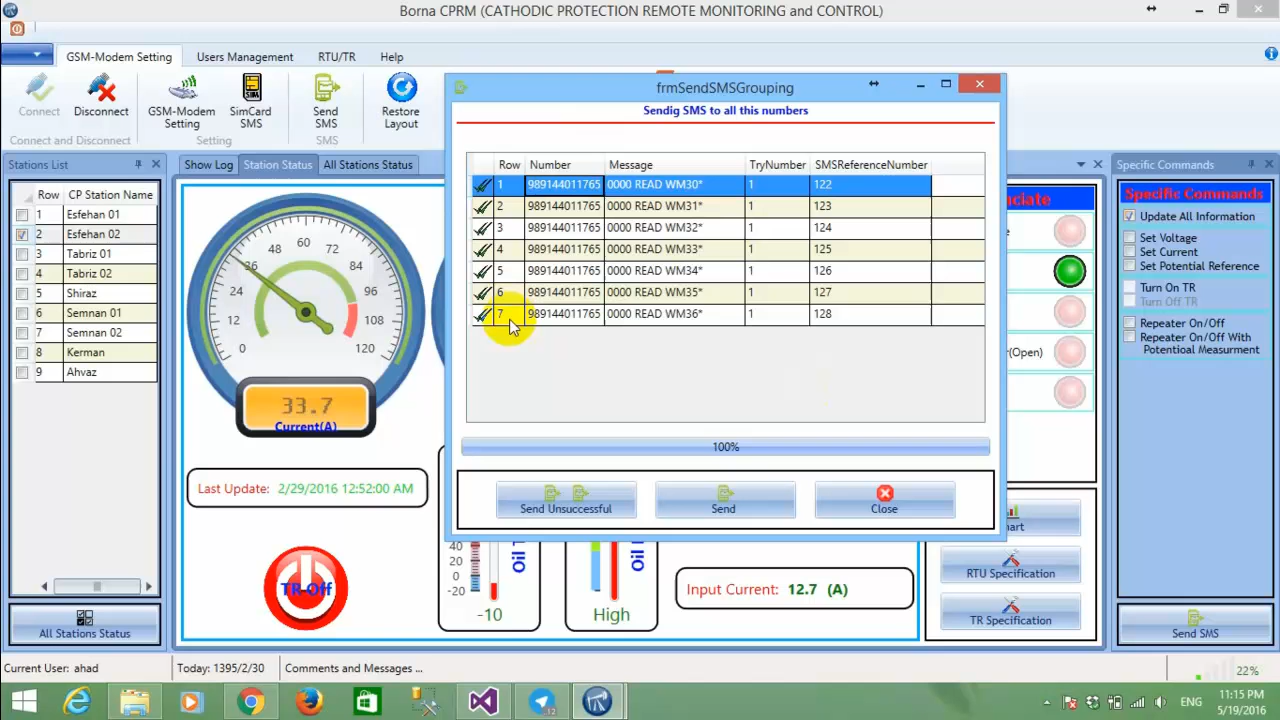 Borna CPRM (CATHODIC PROTECTION REMOTE MONITORING and CONTROL)
GSM-Modem Setting
Users Management
RTU/TR
Help
Connect
Disconnect
GSM-Modem
Setting
SimCard
SMS
Send
SMS
Restore
Layout
Connect and Disconnect
Setting
SMS
Stations List
Row CP Station Name
1 Esfehan 01
2 Esfehan 02
3 Tabriz 01
4 Tabriz 02
5 Shiraz
6 Semnan 01
7 Semnan 02
8 Kerman
9 Ahvaz
All Stations Status
Show Log
Station Status
All Stations Status
0 12 24 36 48 60 72 84 96 108 120
33.7
Current(A)
Last Update: 2/29/2016 12:52:00 AM
TR-Off
frmSendSMSGrouping
Sendig SMS to all this numbers
Row Number Message TryNumber SMSReferenceNumber
1 989144011765 0000 READ WM30* 1 122
2 989144011765 0000 READ WM31* 1 123
3 989144011765 0000 READ WM32* 1 124
4 989144011765 0000 READ WM33* 1 125
5 989144011765 0000 READ WM34* 1 126
6 989144011765 0000 READ WM35* 1 127
7 989144011765 0000 READ WM36* 1 128
100%
Send Unsuccessful
Send
Close
40
20
0
-20
-10
High
Input Current: 12.7 (A)
(Open)
RTU Specification
TR Specification
Specific Commands
Specific Commands
Update All Information
Set Voltage
Set Current
Set Potential Reference
Turn On TR
Turn Off TR
Repeater On/Off
Repeater On/Off With
Potentioal Measurment
Send SMS
Current User: ahad
Today: 1395/2/30
Comments and Messages ...
22%
12
ENG
11:15 PM
5/19/2016